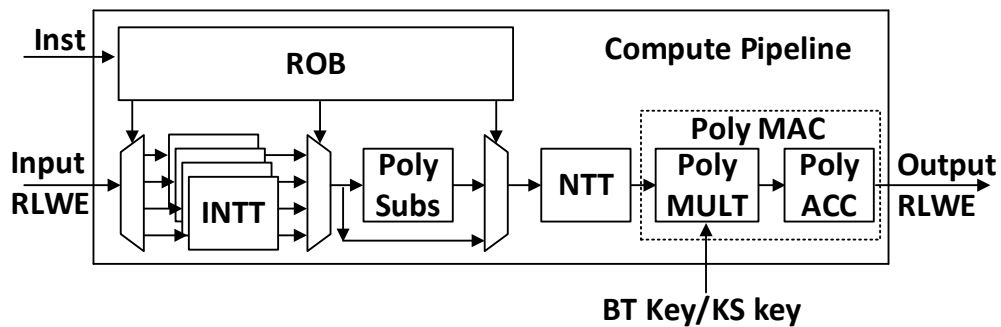 Inst
ROB
Compute Pipeline
Input
RLWE
INTT
Poly
Subs
NTT
Poly MAC
Poly
MULT
Poly
ACC
Output
RLWE
BT Key/KS key